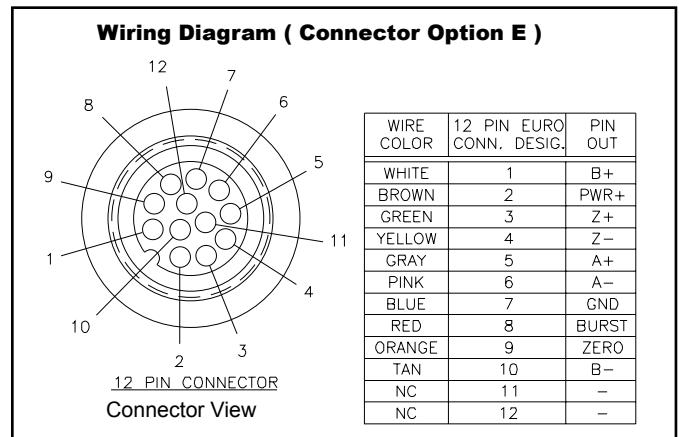 Wiring Diagram ( Connector Option E )
12
7
8
6
9
5
11
1
4
10
3
2
12 PIN CONNECTOR
Connector View
WIRE COLOR 12 PIN EURO CONN. DESIG. PIN OUT
WHITE 1 B+
BROWN 2 PWR+
GREEN 3 Z+
YELLOW 4 Z−
GRAY 5 A+
PINK 6 A−
BLUE 7 GND
RED 8 BURST
ORANGE 9 ZERO
TAN 10 B−
NC 11 −
NC 12 −